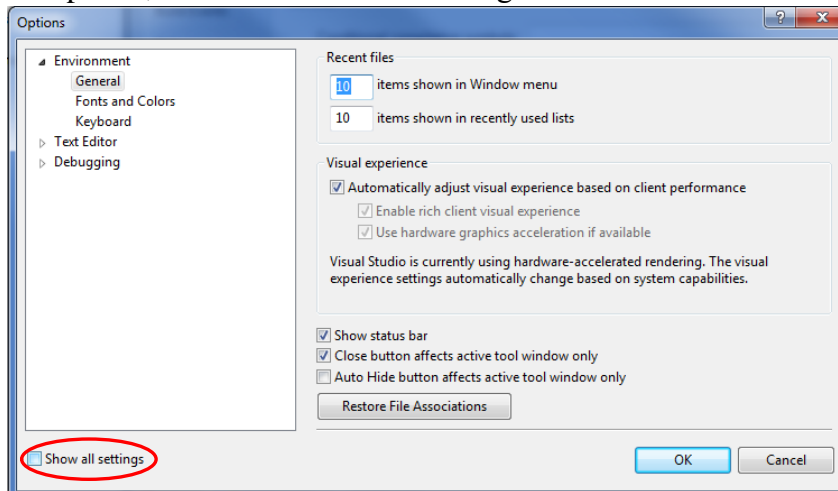 Options
Environment
General
Fonts and Colors
Keyboard
Text Editor
Debugging
Recent files
10 items shown in Window menu
10 items shown in recently used lists
Visual experience
Automatically adjust visual experience based on client performance
Enable rich client visual experience
Use hardware graphics acceleration if available
Visual Studio is currently using hardware-accelerated rendering. The visual
experience settings automatically change based on system capabilities.
Show status bar
Close button affects active tool window only
Auto Hide button affects active tool window only
Restore File Associations
Show all settings
OK
Cancel